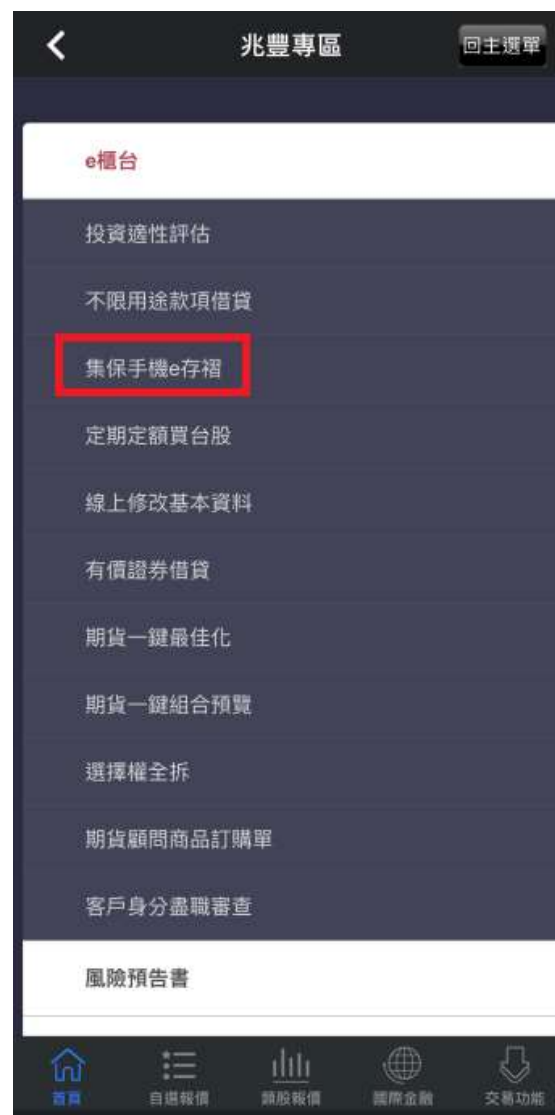 兆豐專區
回主選單
e櫃台
投資適性評估
不限用途款項借貸
集保手機e存褶
定期定額買台股
線上修改基本資料
有價證券借貸
期貨一鍵最佳化
期貨一鍵組合預覽
選擇權全拆
期貨顧問商品訂購單
客戶身分盡職審查
風險預告書
首頁
自選報價
類股報價
國際金融
交易功能